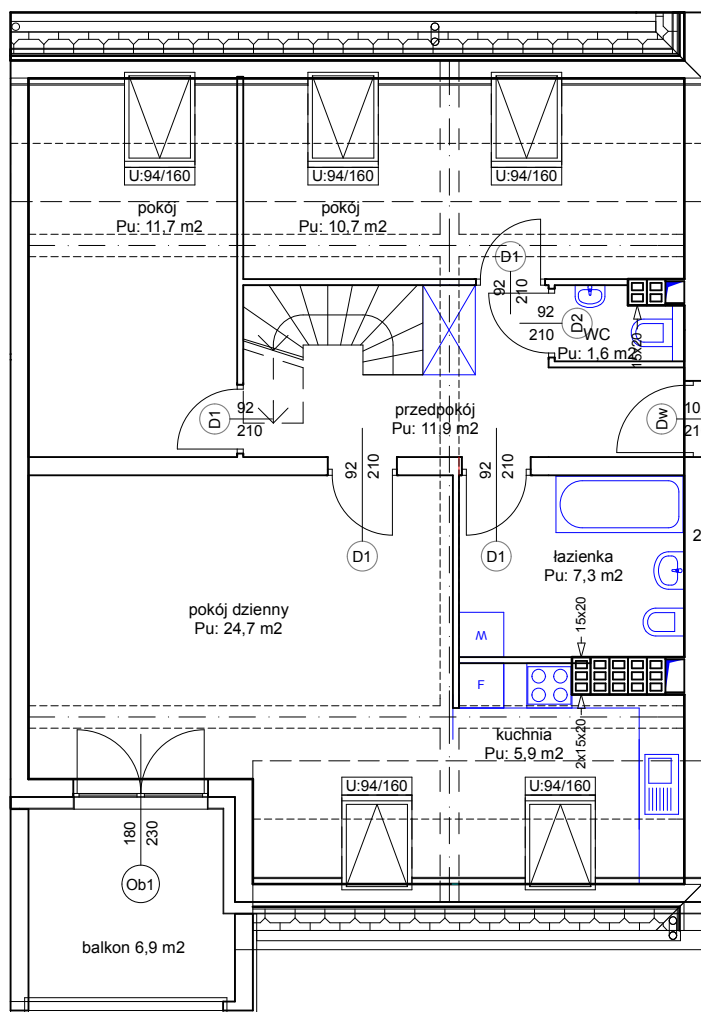 U:94/160
U:94/160
U:94/160
pokój
Pu: 11,7 m2
pokój
Pu: 10,7 m2
D1
92
210
92
210
D2
WC
Pu: 1,6 m2
15x20
przedpokój
Pu: 11,9 m2
D1
92
210
Dw
10
21
92
210
D1
92
210
D1
łazienka
Pu: 7,3 m2
2
pokój dzienny
Pu: 24,7 m2
W
15x20
F
kuchnia
Pu: 5,9 m2
2x15x20
U:94/160
U:94/160
180
230
Ob1
balkon 6,9 m2